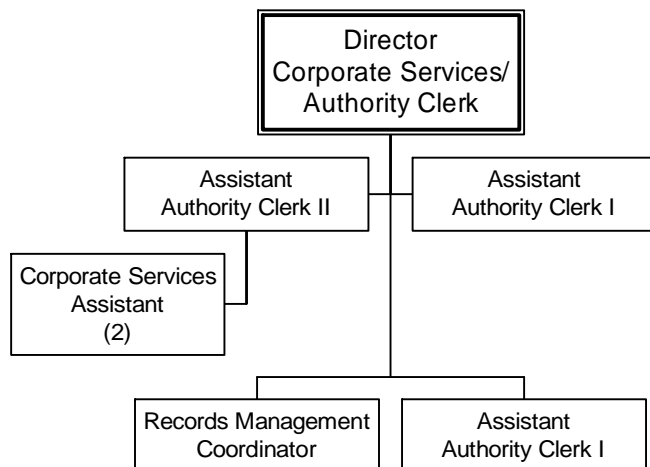 Director
Corporate Services/
Authority Clerk
Assistant
Authority Clerk II
Assistant
Authority Clerk I
Corporate Services
Assistant
(2)
Records Management
Coordinator
Assistant
Authority Clerk I